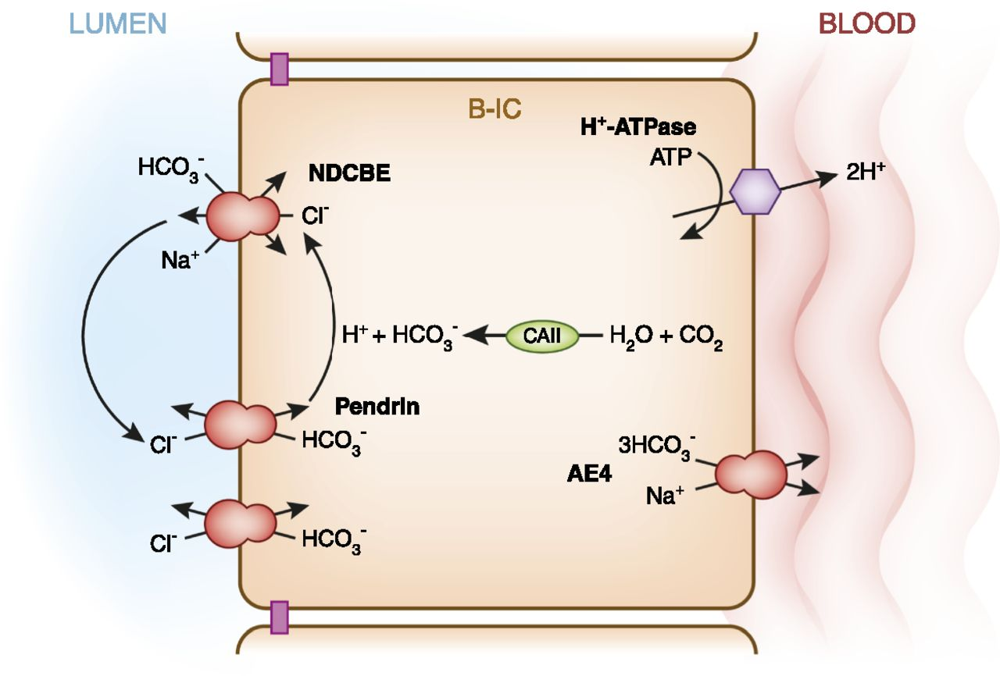 LUMEN
BLOOD
B-IC
H⁺-ATPase
ATP
2H⁺
HCO₃⁻
NDCBE
Cl⁻
Na⁺
H⁺ + HCO₃⁻
CAII
H₂O + CO₂
Pendrin
Cl⁻
HCO₃⁻
3HCO₃⁻
AE4
Na⁺
Cl⁻
HCO₃⁻